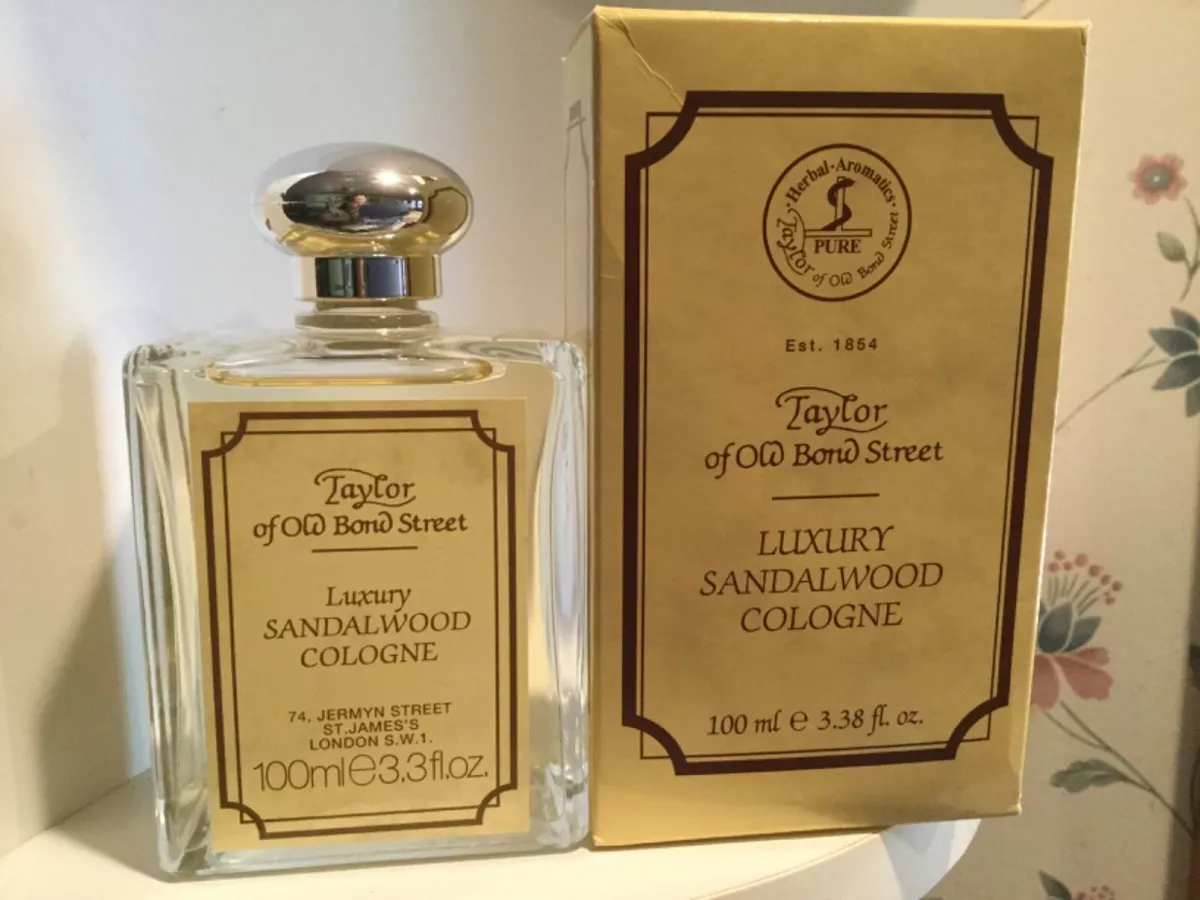 Taylor
of Old Bond Street
Luxury
SANDALWOOD
COLOGNE
74, JERMYN STREET
ST.JAMES'S
LONDON S.W.1.
100ml℮3.3fl.oz.
·Herbal·Aromatics·
PURE
Taylor of Old Bond Street
Est. 1854
Taylor
of Old Bond Street
LUXURY
SANDALWOOD
COLOGNE
100 ml ℮ 3.38 fl. oz.